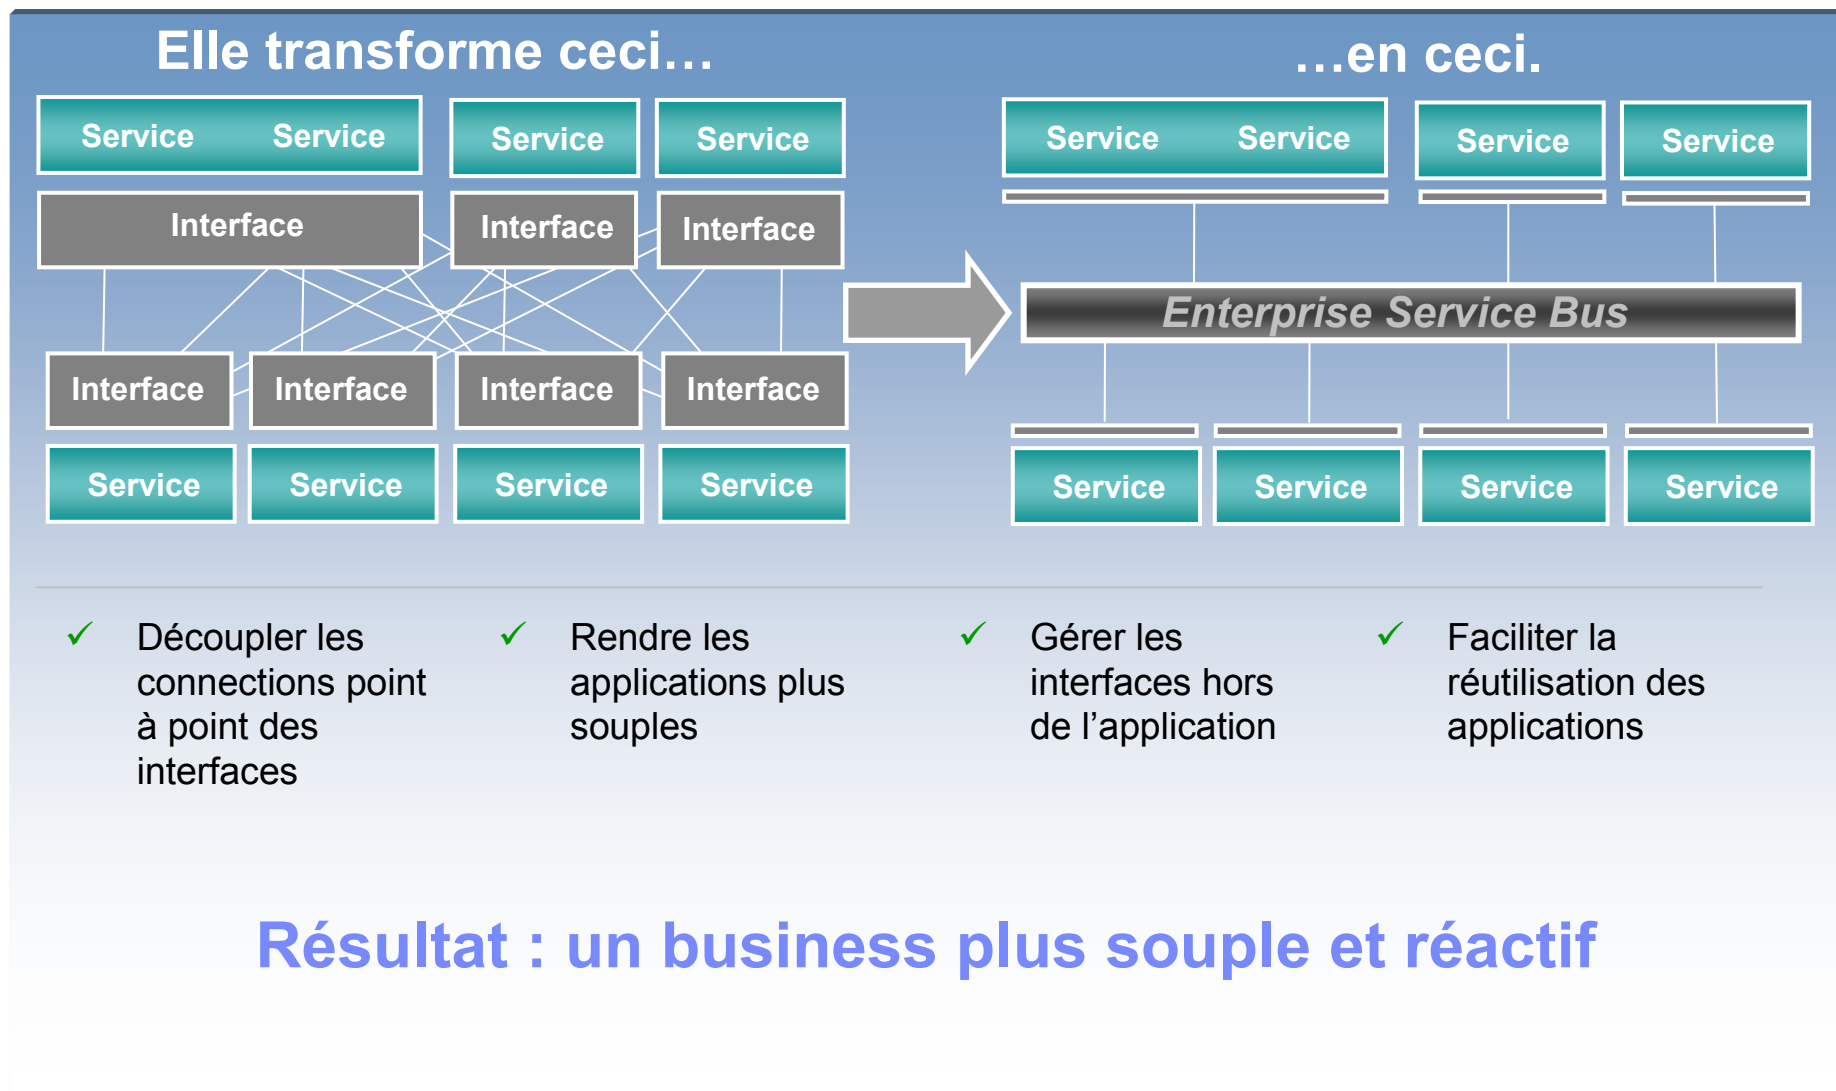 Elle transforme ceci…
…en ceci.
Service Service Service Service
Interface Interface Interface
Interface Interface Interface Interface
Service Service Service Service
Service Service Service Service
Enterprise Service Bus
Service Service Service Service
✓ Découpler les
connections point
à point des
interfaces
✓ Rendre les
applications plus
souples
✓ Gérer les
interfaces hors
de l’application
✓ Faciliter la
réutilisation des
applications
Résultat : un business plus souple et réactif